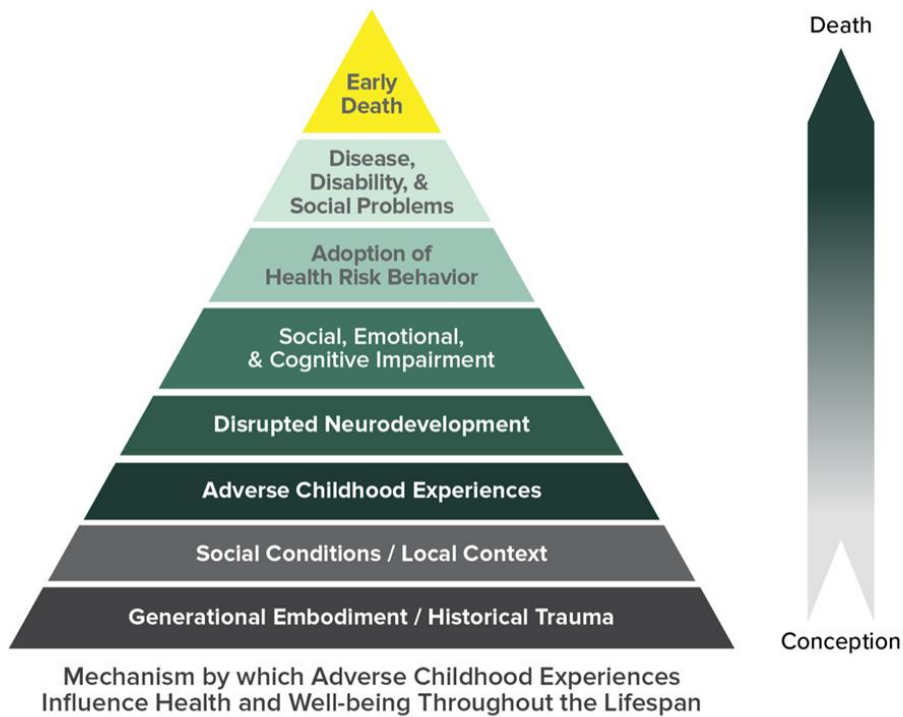 Death
Early
Death
Disease,
Disability, &
Social Problems
Adoption of
Health Risk Behavior
Social, Emotional,
& Cognitive Impairment
Disrupted Neurodevelopment
Adverse Childhood Experiences
Social Conditions / Local Context
Generational Embodiment / Historical Trauma
Conception
Mechanism by which Adverse Childhood Experiences
Influence Health and Well-being Throughout the Lifespan